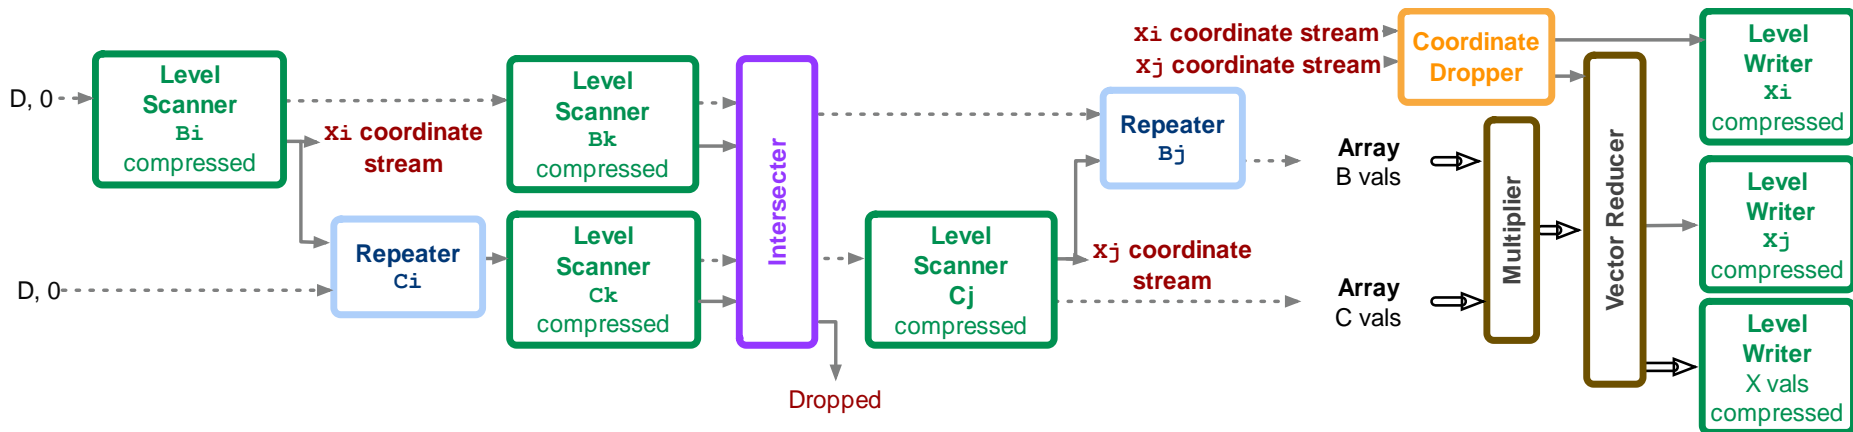 D, 0
Level
Scanner
Bi
compressed
Xi coordinate
stream
D, 0
Repeater
Ci
Level
Scanner
Bk
compressed
Level
Scanner
Ck
compressed
Intersecter
Dropped
Level
Scanner
Cj
compressed
Xj coordinate
stream
Repeater
Bj
Xi coordinate stream
Xj coordinate stream
Coordinate
Dropper
Array
B vals
Array
C vals
Multiplier
Vector Reducer
Level
Writer
Xi
compressed
Level
Writer
Xj
compressed
Level
Writer
X vals
compressed